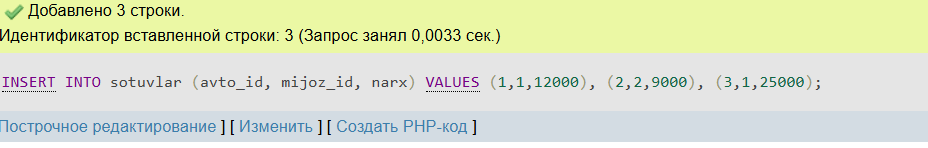 Добавлено 3 строки.
Идентификатор вставленной строки: 3 (Запрос занял 0,0033 сек.)
INSERT INTO sotuvlar (avto_id, mijoz_id, narx) VALUES (1,1,12000), (2,2,9000), (3,1,25000);
Построчное редактирование ] [ Изменить ] [ Создать PHP-код ]